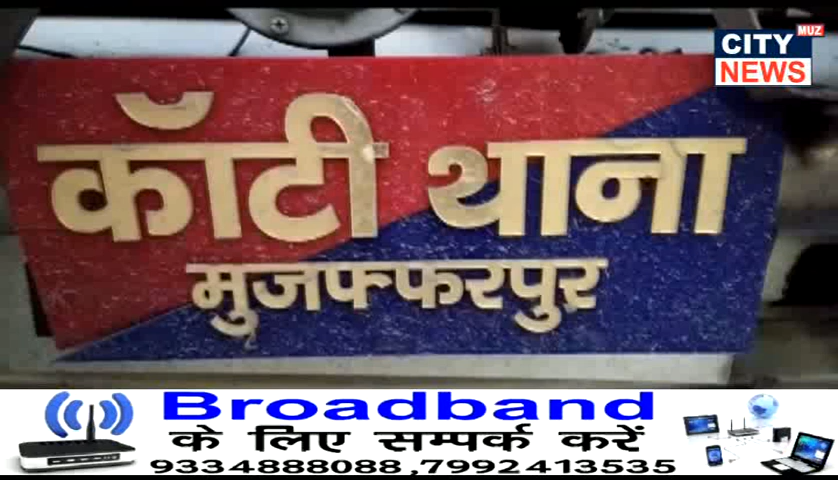 MUZ
CITY
NEWS
कॉटी थाना
मुजफ्फरपुर
Broadband
के लिए सम्पर्क करें
9334888088,7992413535